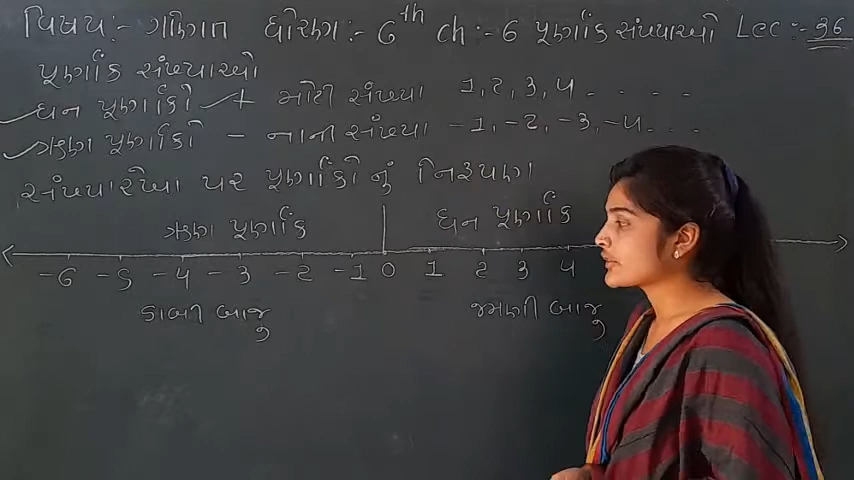 વિષય:- ગણિત ધોરણ:- 6th ch:- 6 પૂર્ણાંક સંખ્યાઓ Lec:- 36
પૂર્ણાંક સંખ્યાઓ
ધન પૂર્ણાંકો + મોટી સંખ્યા 1, 2, 3, 4 . . . .
ઋણ પૂર્ણાંકો - નાની સંખ્યા -1, -2, -3, -4 . . . .
સંખ્યારેખા પર પૂર્ણાંકો નું નિરૂપણ
ઋણ પૂર્ણાંક ધન પૂર્ણાંક
-6 -5 -4 -3 -2 -1 0 1 2 3 4
ડાબી બાજુ જમણી બાજુ